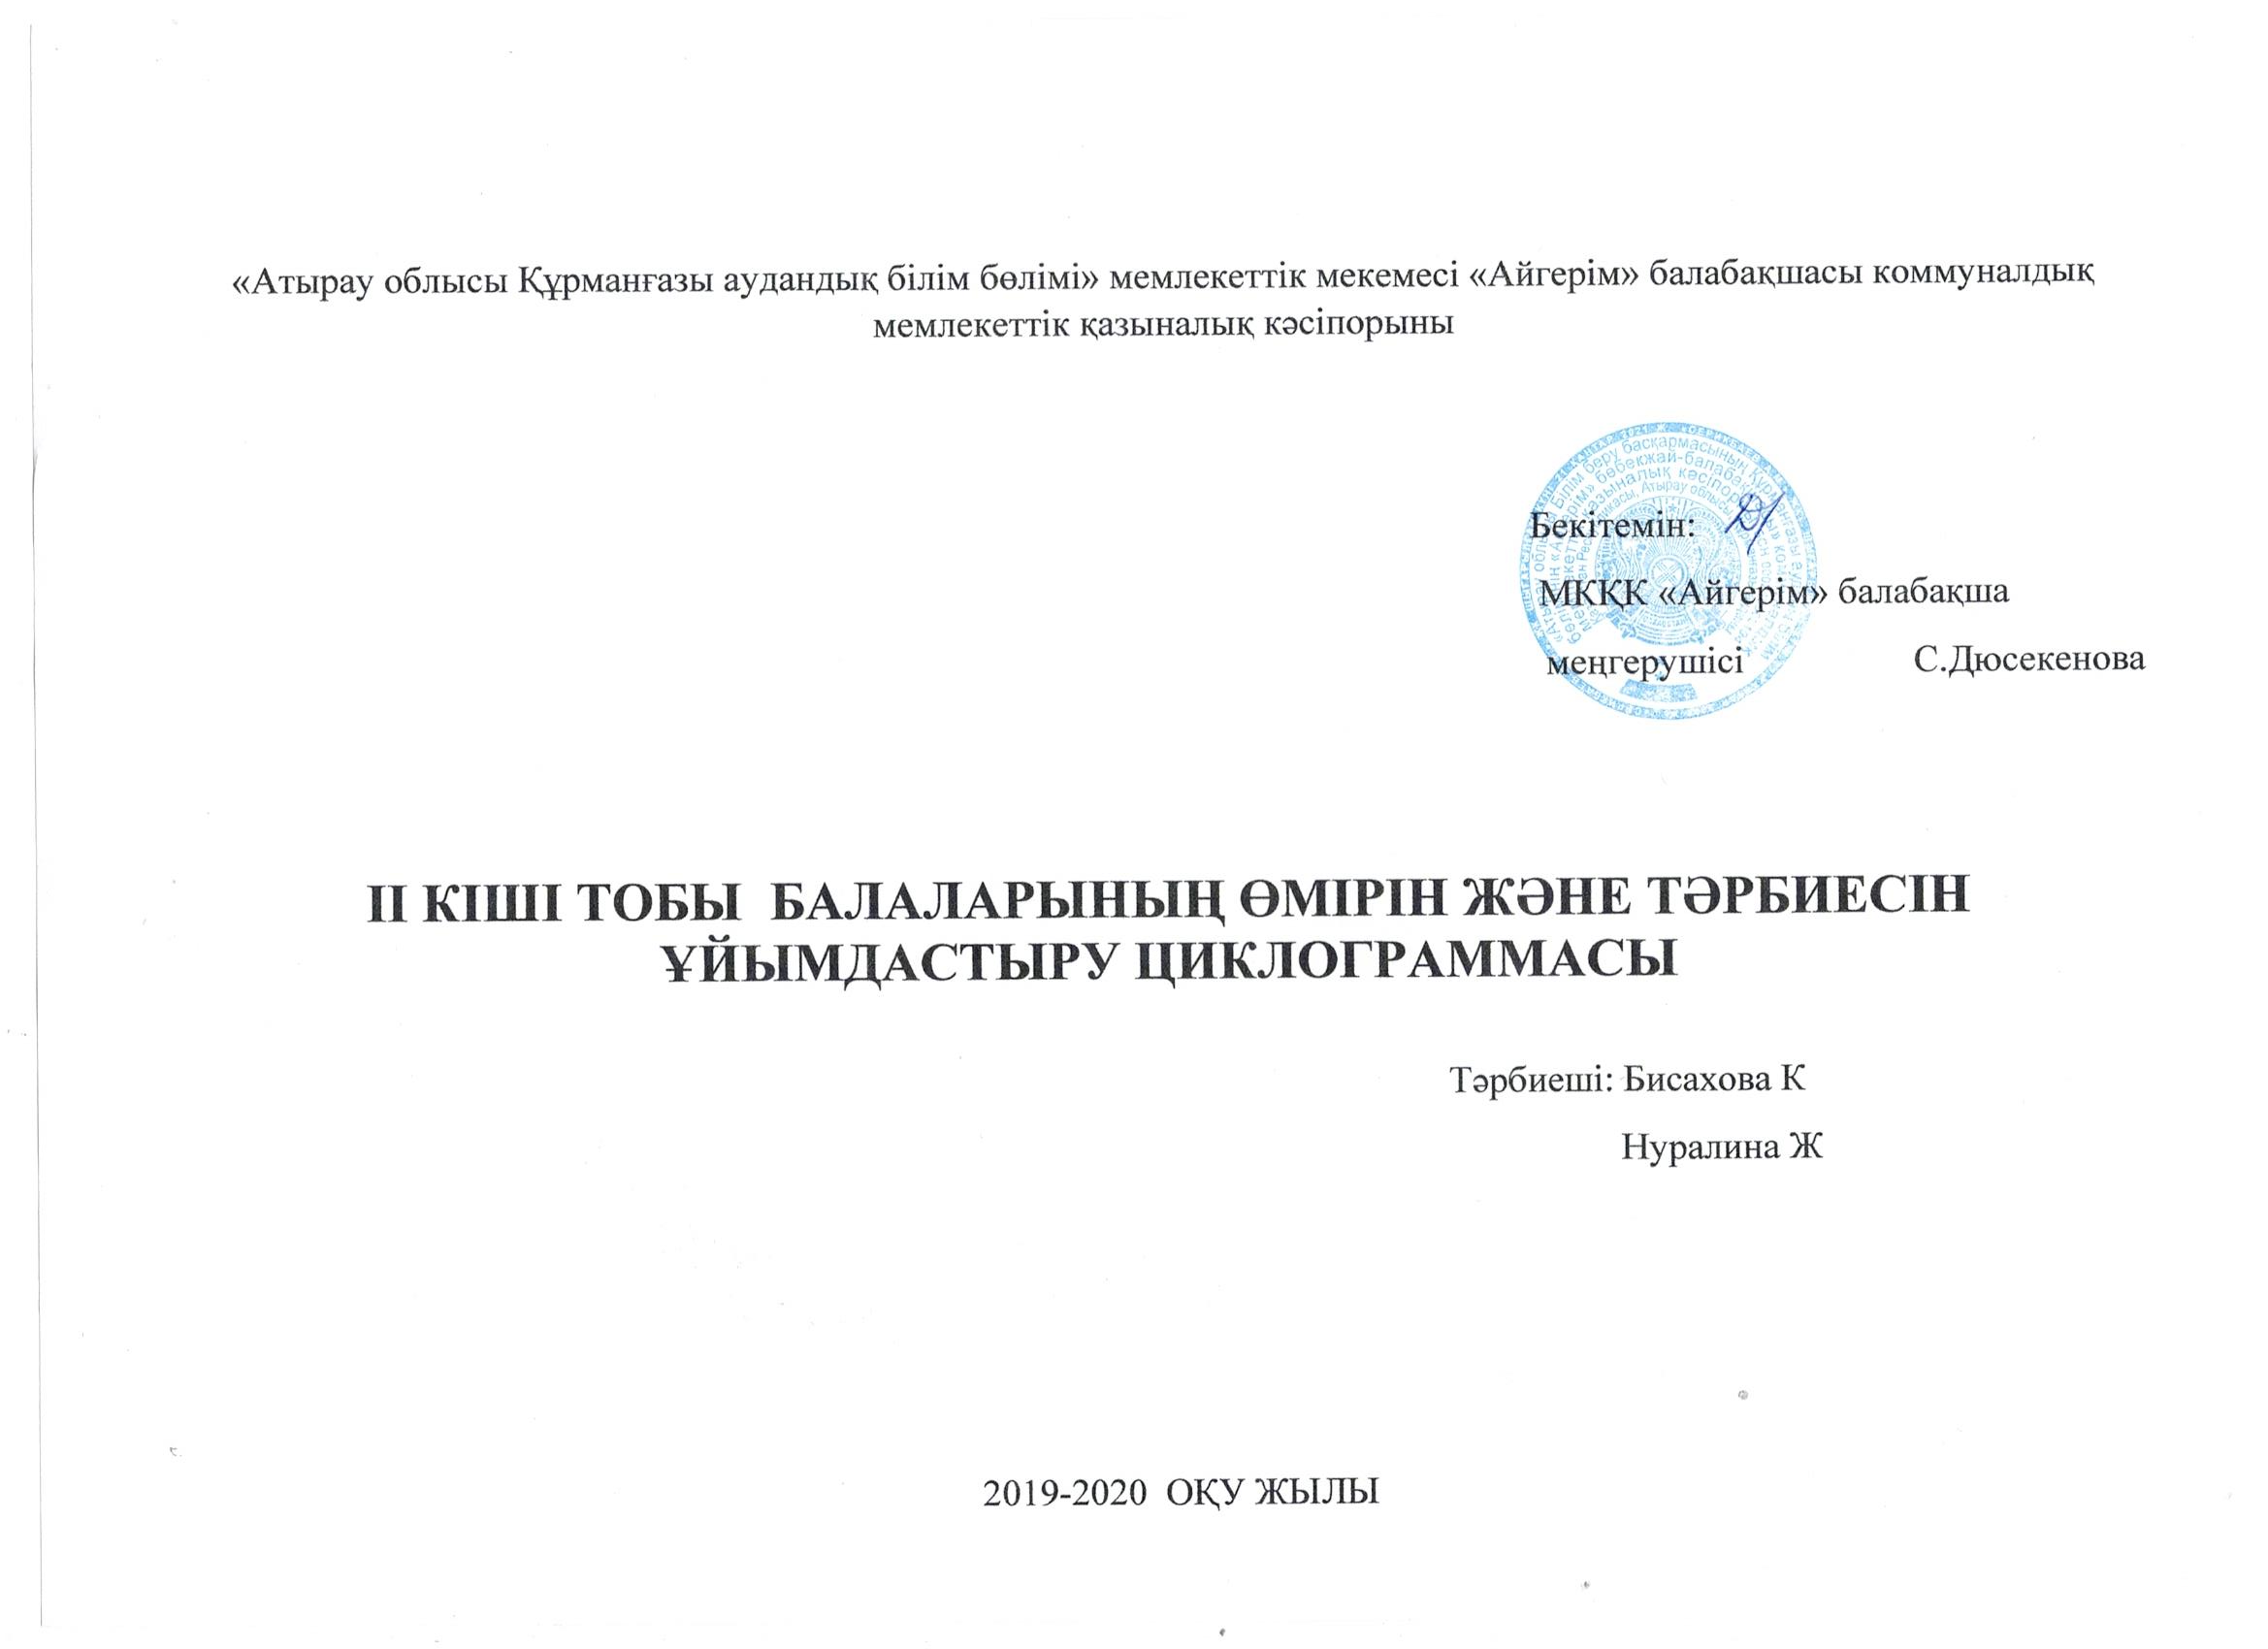 «Атырау облысы Құрманғазы аудандық білім бөлімі» мемлекеттік мекемесі «Айгерім» балабақшасы коммуналдық
мемлекеттік қазыналық кәсіпорыны
Бекітемін:
МКҚК «Айгерім» балабақша
меңгерушісі С.Дюсекенова
ІІ КІШІ ТОБЫ БАЛАЛАРЫНЫҢ ӨМІРІН ЖӘНЕ ТӘРБИЕСІН
ҰЙЫМДАСТЫРУ ЦИКЛОГРАММАСЫ
Тәрбиеші: Бисахова К
Нуралина Ж
2019-2020 ОҚУ ЖЫЛЫ